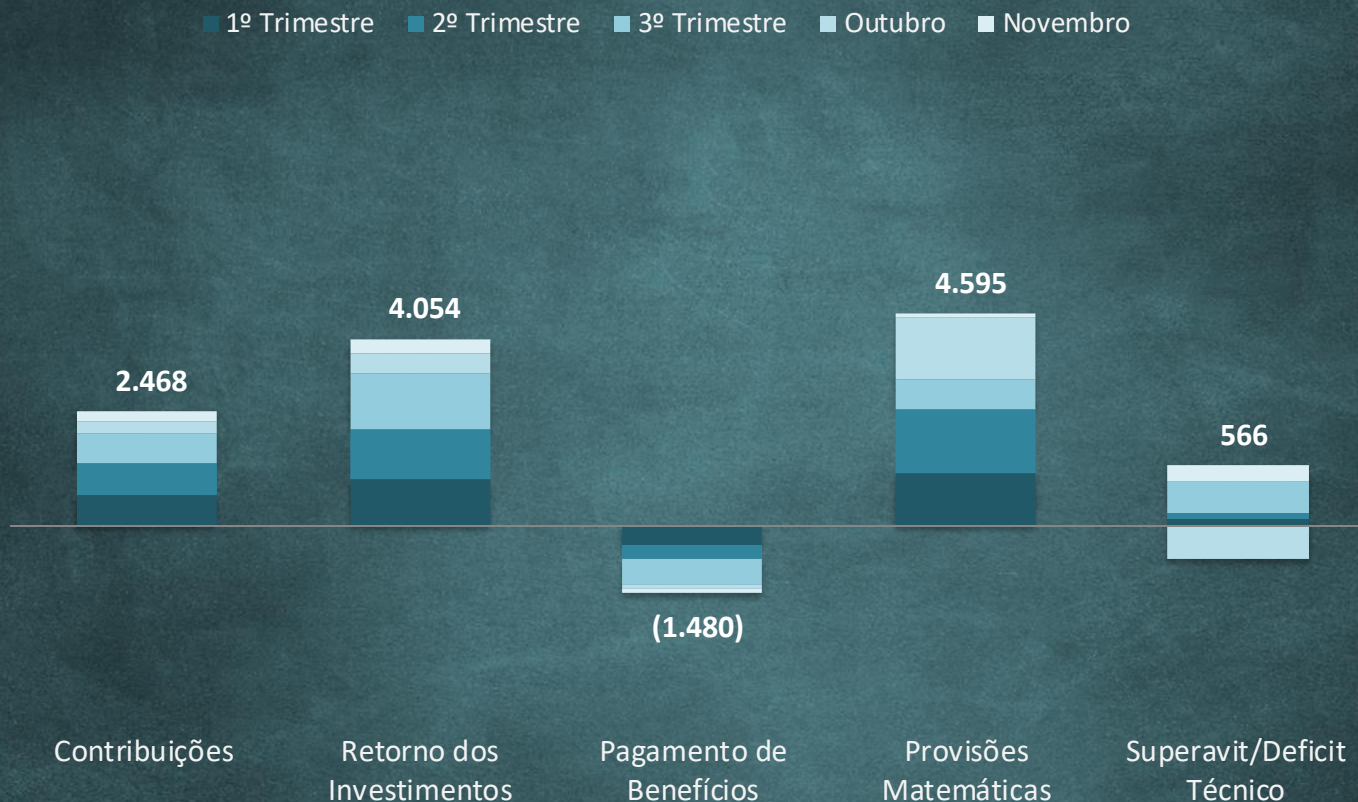 1º Trimestre 2º Trimestre 3º Trimestre Outubro Novembro
4.595
4.054
2.468
566
(1.480)
Contribuições
Retorno dos
Investimentos
Pagamento de
Benefícios
Provisões
Matemáticas
Superavit/Deficit
Técnico